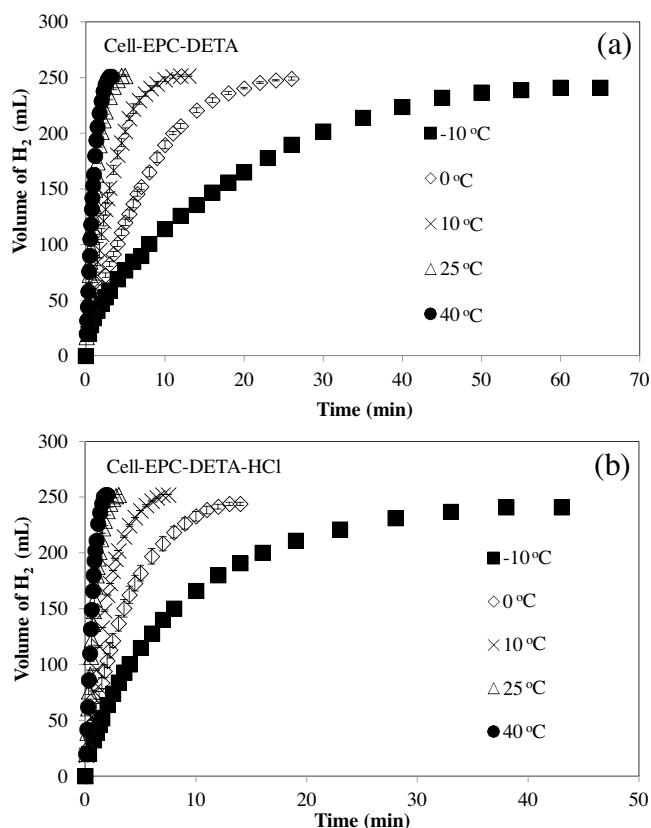 300
Cell-EPC-DETA
(a)
250
200
150
100
50
0
Volume of H₂ (mL)
-10 °C
0 °C
10 °C
25 °C
40 °C
0 10 20 30 40 50 60 70
Time (min)
300
Cell-EPC-DETA-HCl
(b)
250
200
150
100
50
0
Volume of H₂ (mL)
-10 °C
0 °C
10 °C
25 °C
40 °C
0 10 20 30 40 50
Time (min)